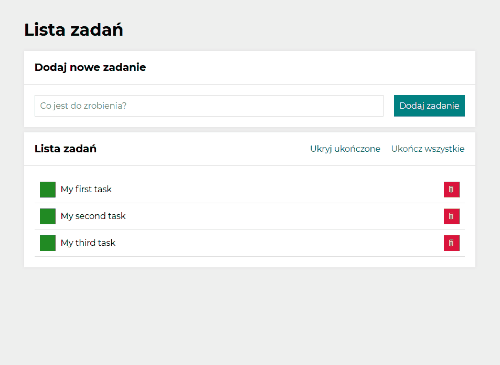 Lista zadań
Dodaj nowe zadanie
Co jest do zrobienia?
Dodaj zadanie
Lista zadań
Ukryj ukończone
Ukończ wszystkie
My first task
My second task
My third task